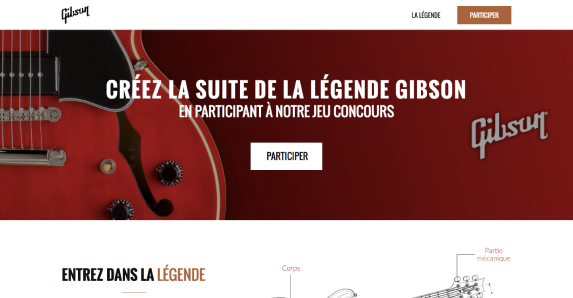 Gibson
LA LÉGENDE
PARTICIPER
CRÉEZ LA SUITE DE LA LÉGENDE GIBSON
EN PARTICIPANT À NOTRE JEU CONCOURS
Gibson
PARTICIPER
Partie
mécanique
Corps
ENTREZ DANS LA LÉGENDE